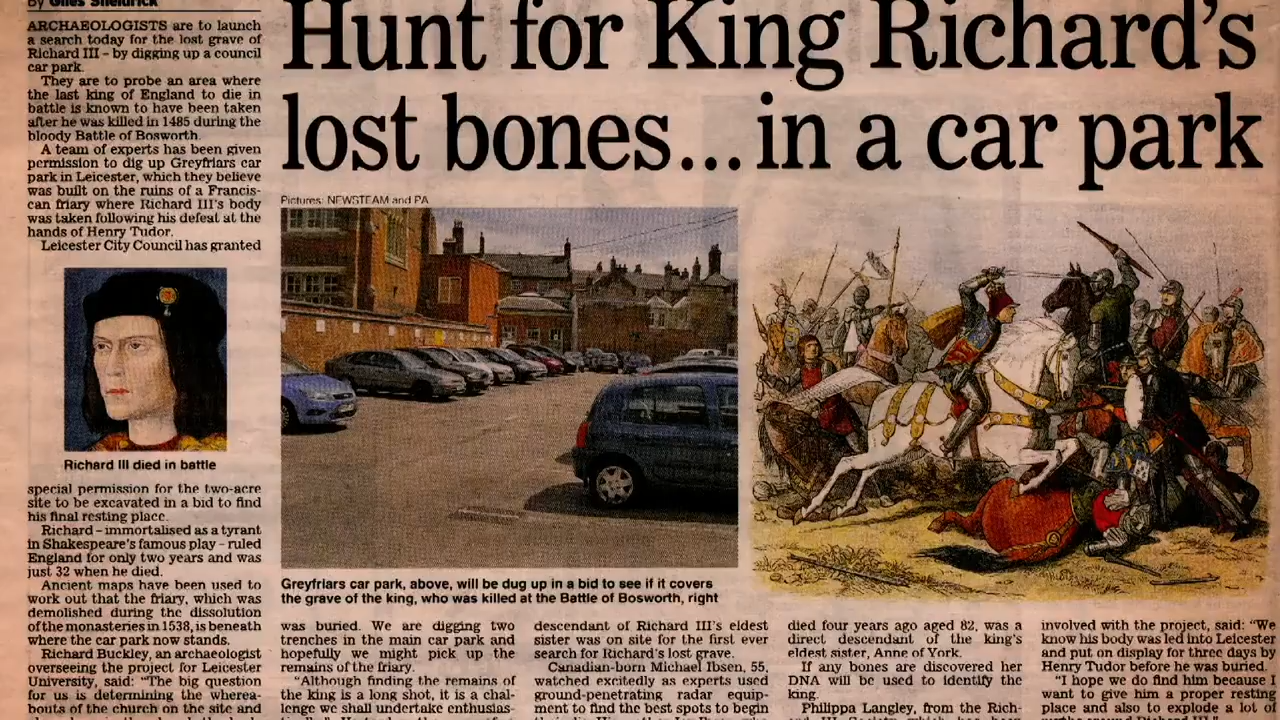 By Giles Sheldrick
ARCHAEOLOGISTS are to launch
a search today for the lost grave of
Richard III – by digging up a council
car park.
They are to probe an area where
the last king of England to die in
battle is known to have been taken
after he was killed in 1485 during the
bloody Battle of Bosworth.
A team of experts has been given
permission to dig up Greyfriars car
park in Leicester, which they believe
was built on the ruins of a Francis-
can friary where Richard III's body
was taken following his defeat at the
hands of Henry Tudor.
Leicester City Council has granted
Richard III died in battle
special permission for the two-acre
site to be excavated in a bid to find
his final resting place.
Richard – immortalised as a tyrant
in Shakespeare's famous play – ruled
England for only two years and was
just 32 when he died.
Ancient maps have been used to
work out that the friary, which was
demolished during the dissolution
of the monasteries in 1538, is beneath
where the car park now stands.
Richard Buckley, an archaeologist
overseeing the project for Leicester
University, said: "The big question
for us is determining the wherea-
bouts of the church on the site and
Hunt for King Richard's
lost bones... in a car park
Pictures: NEWSTEAM and PA
Greyfriars car park, above, will be dug up in a bid to see if it covers
the grave of the king, who was killed at the Battle of Bosworth, right
was buried. We are digging two
trenches in the main car park and
hopefully we might pick up the
remains of the friary.
"Although finding the remains of
the king is a long shot, it is a chal-
lenge we shall undertake enthusias-
descendant of Richard III's eldest
sister was on site for the first ever
search for Richard's lost grave.
Canadian-born Michael Ibsen, 55,
watched excitedly as experts used
ground-penetrating radar equip-
ment to find the best spots to begin
died four years ago aged 82, was a
direct descendant of the king's
eldest sister, Anne of York.
If any bones are discovered her
DNA will be used to identify the
king.
Philippa Langley, from the Rich-
involved with the project, said: "We
know his body was led into Leicester
and put on display for three days by
Henry Tudor before he was buried.
"I hope we do find him because I
want to give him a proper resting
place and also to explode a lot of